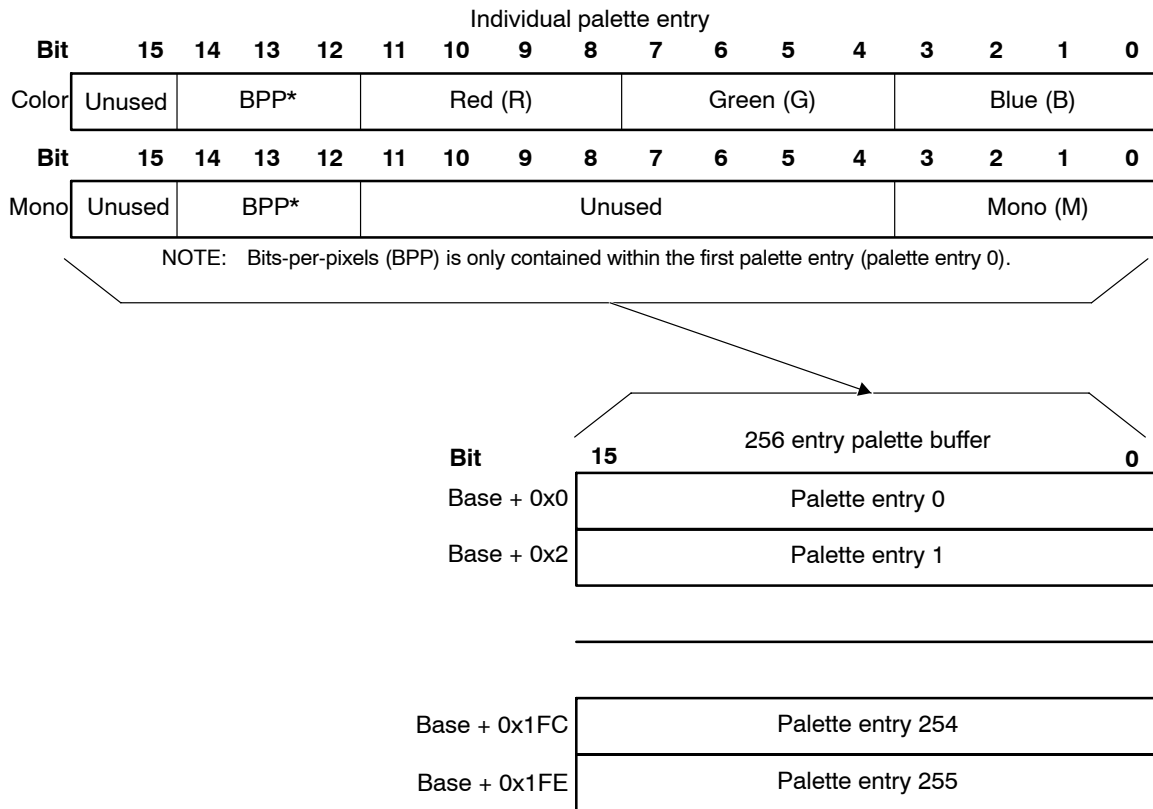 Individual palette entry
Bit 15 14 13 12 11 10 9 8 7 6 5 4 3 2 1 0
Color Unused BPP* Red (R) Green (G) Blue (B)
Bit 15 14 13 12 11 10 9 8 7 6 5 4 3 2 1 0
Mono Unused BPP* Unused Mono (M)
NOTE: Bits-per-pixels (BPP) is only contained within the first palette entry (palette entry 0).
256 entry palette buffer
Bit 15 0
Base + 0x0 Palette entry 0
Base + 0x2 Palette entry 1
Base + 0x1FC Palette entry 254
Base + 0x1FE Palette entry 255